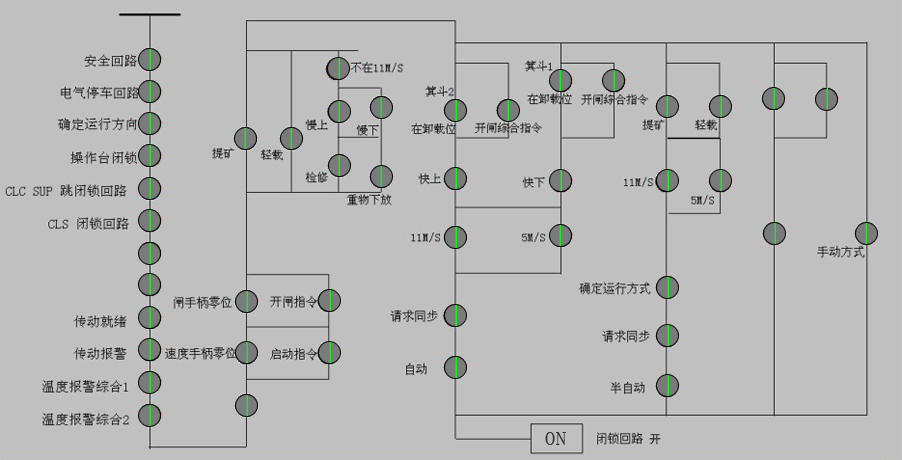 安全回路
电气停车回路
确定运行方向
操作台闭锁
CLC SUP 跳闭锁回路
CLS 闭锁回路
传动就绪
传动报警
温度报警综合1
温度报警综合2
提矿
轻载
不在11M/S
慢上
慢下
检修
重物下放
闸手柄零位
开闸指令
速度手柄零位
启动指令
箕斗2
在卸载位
开闸综合指令
快上
11M/S
请求同步
自动
箕斗1
在卸载位
开闸综合指令
快下
5M/S
提矿
轻载
11M/S
5M/S
确定运行方式
请求同步
半自动
手动方式
ON
闭锁回路 开